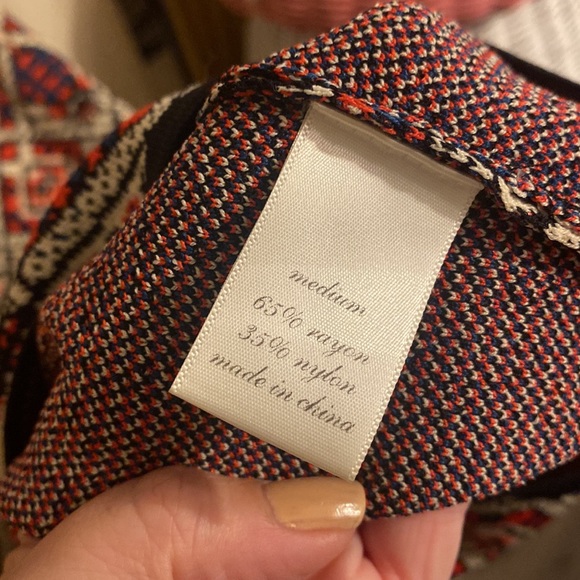 medium
65% rayon
35% nylon
made in china